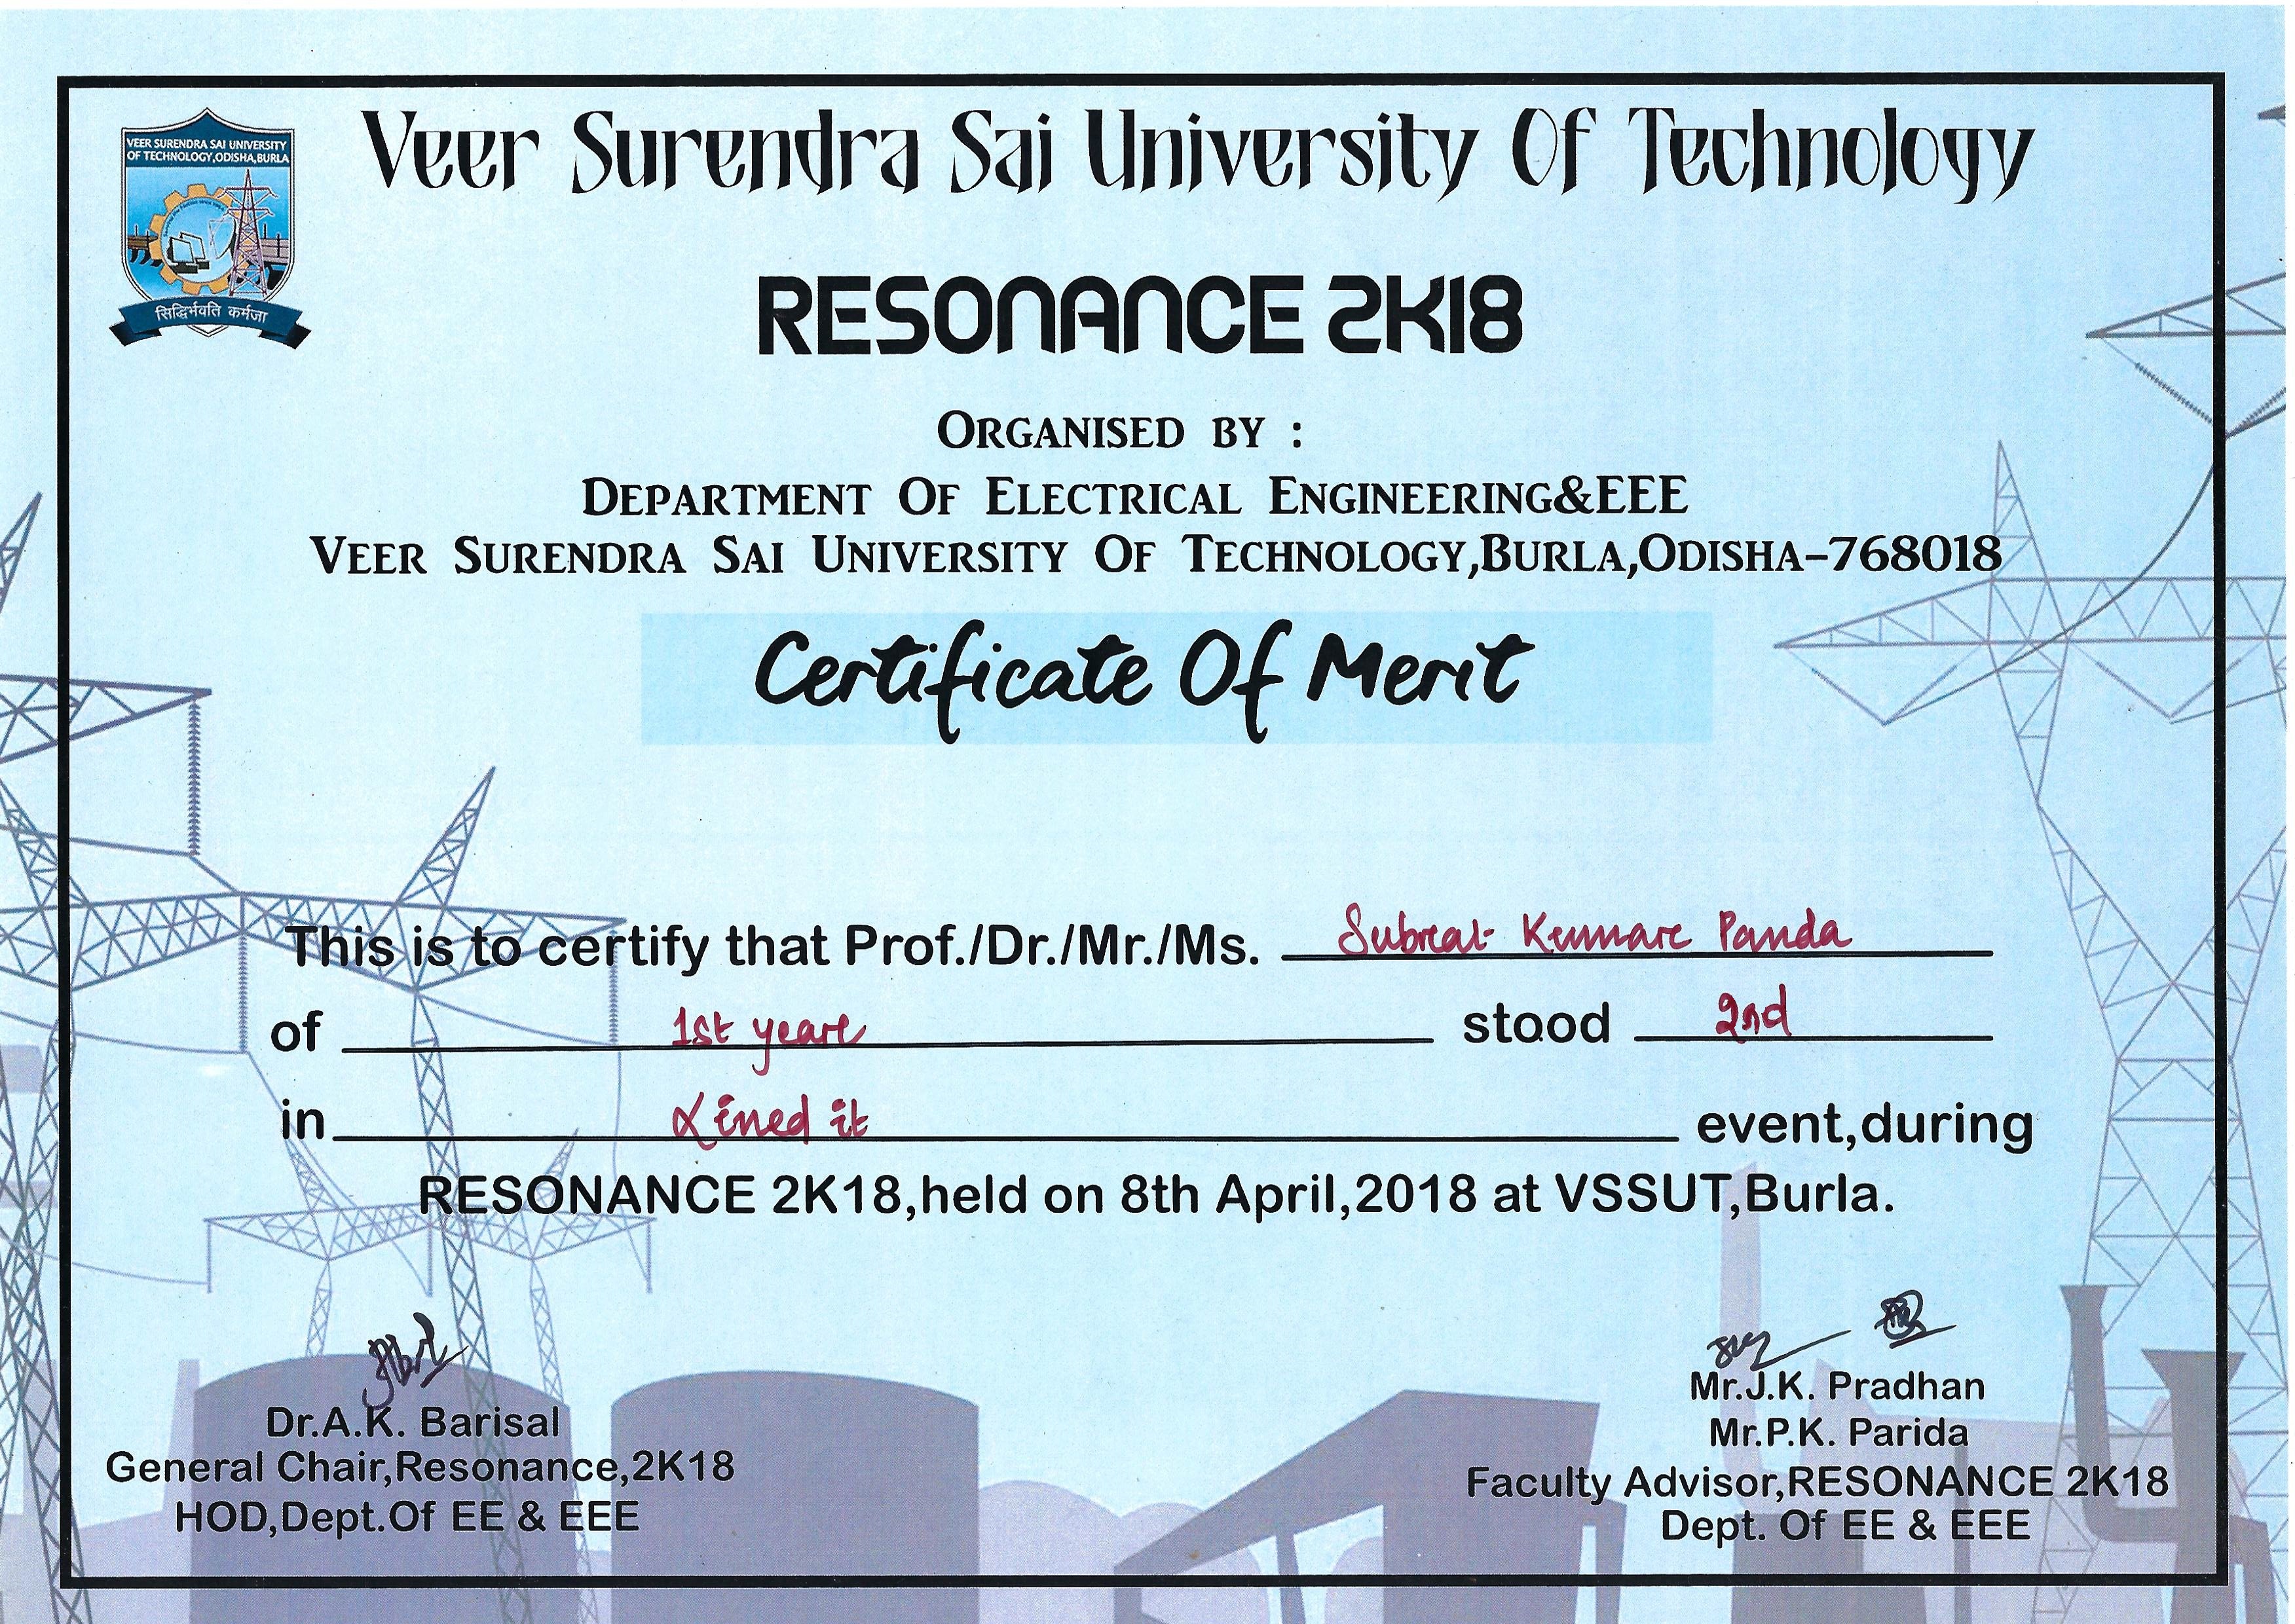 VEER SURENDRA SAI UNIVERSITY
OF TECHNOLOGY,ODISHA,BURLA
सिद्धिर्भवति कर्मजा
Veer Surendra Sai University Of Technology
RESONANCE 2K18
ORGANISED BY :
DEPARTMENT OF ELECTRICAL ENGINEERING&EEE
VEER SURENDRA SAI UNIVERSITY OF TECHNOLOGY,BURLA,ODISHA-768018
Certificate Of Merit
This is to certify that Prof./Dr./Mr./Ms. Subrat Kumar Panda
of 1st year stood 2nd
in Lined it event,during
RESONANCE 2K18,held on 8th April,2018 at VSSUT,Burla.
Dr.A.K. Barisal
General Chair,Resonance,2K18
HOD,Dept.Of EE & EEE
Mr.J.K. Pradhan
Mr.P.K. Parida
Faculty Advisor,RESONANCE 2K18
Dept. Of EE & EEE